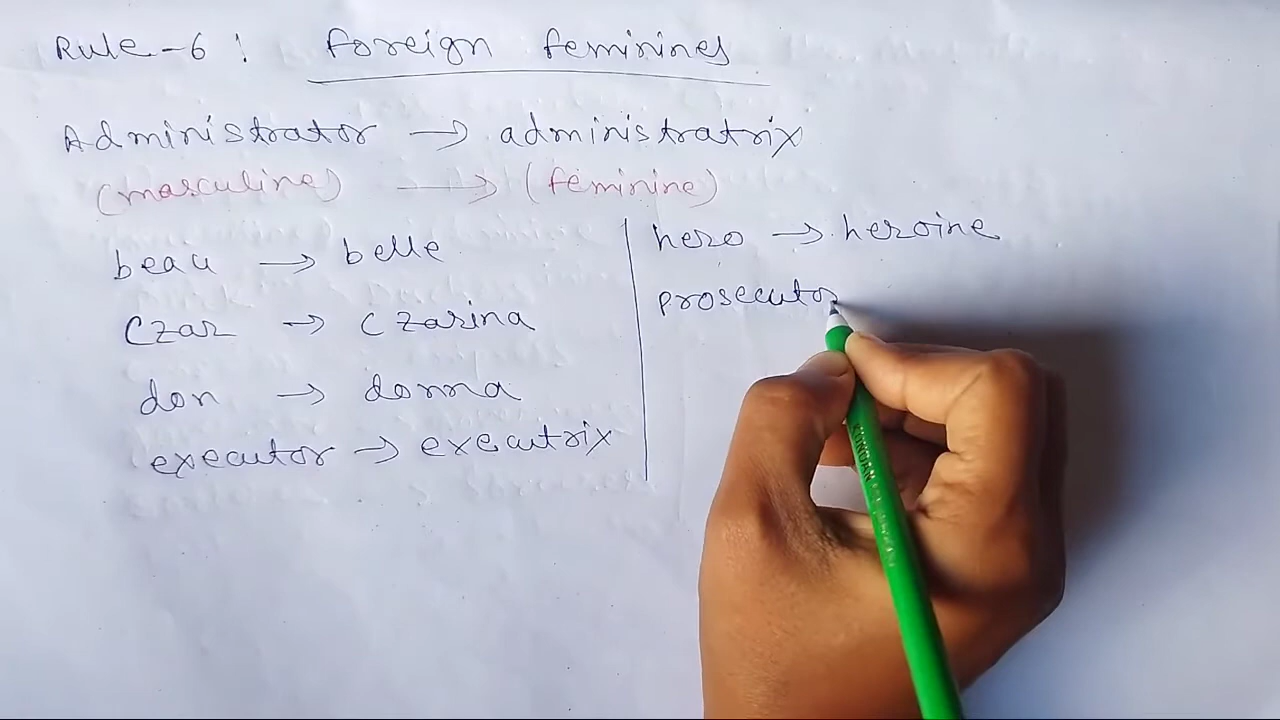 Rule-6: Foreign feminines
Administrator → administratrix
(masculine) → (feminine)
beau → belle
Czar → Czarina
don → donna
executor → executrix
hero → heroine
prosecutor